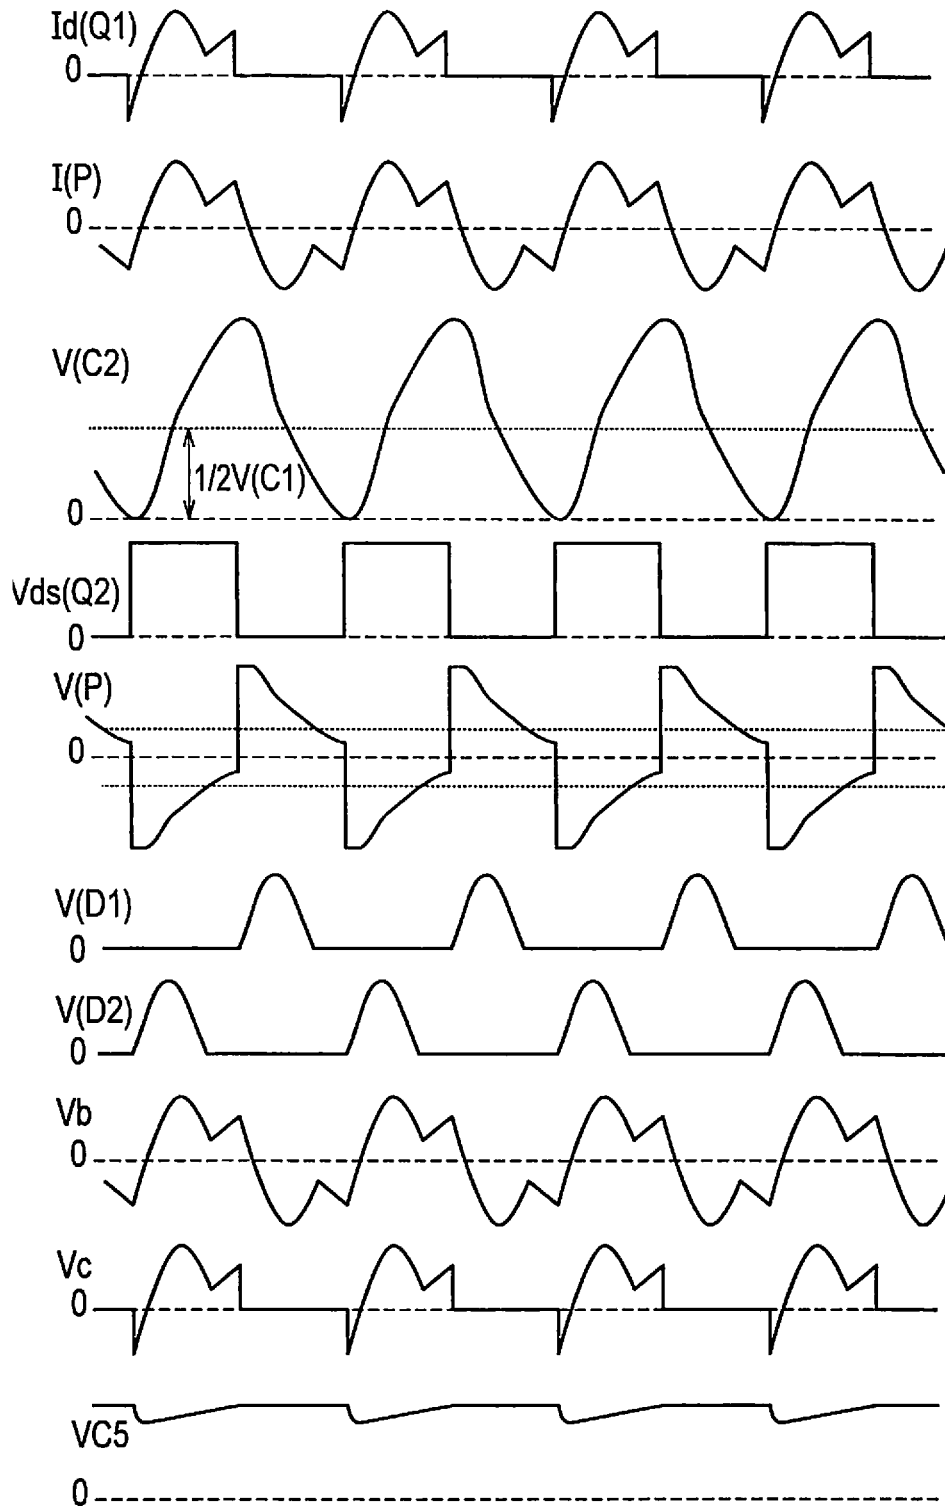 Id(Q1)
0
I(P)
0
V(C2)
1/2V(C1)
0
Vds(Q2)
0
V(P)
0
V(D1)
0
V(D2)
0
Vb
0
Vc
0
VC5
0